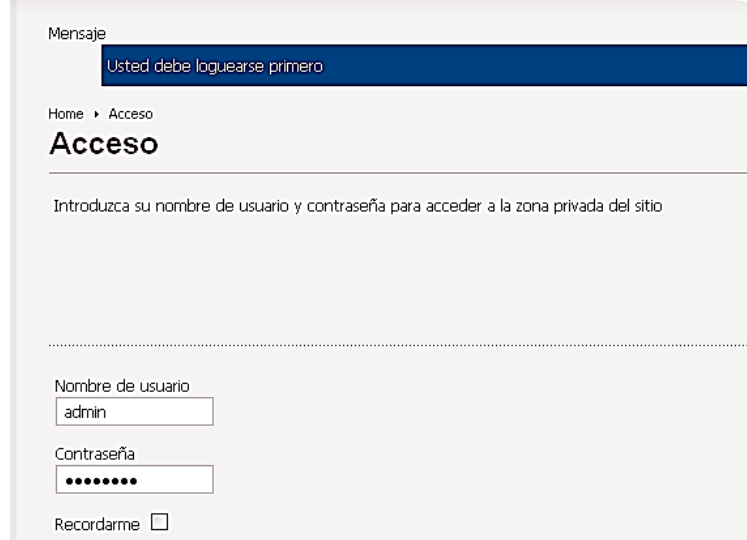 Mensaje
Usted debe loguearse primero
Home ▸ Acceso
Acceso
Introduzca su nombre de usuario y contraseña para acceder a la zona privada del sitio
Nombre de usuario
admin
Contraseña
••••••••
Recordarme